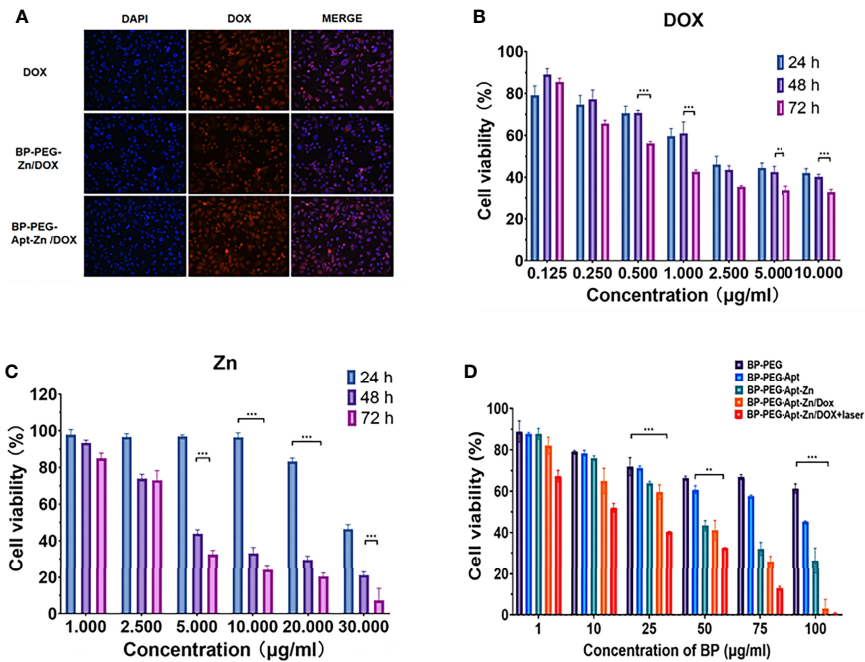 A
DAPI
DOX
MERGE
DOX
BP-PEG-
Zn/DOX
BP-PEG-
Apt-Zn /DOX
B
DOX
24 h
48 h
72 h
***
***
**
***
Cell viability (%)
100
80
60
40
20
0
0.125 0.250 0.500 1.000 2.500 5.000 10.000
Concentration (μg/ml)
C
Zn
24 h
48 h
72 h
***
***
***
***
Cell viability (%)
120
100
80
60
40
20
0
1.000 2.500 5.000 10.000 20.000 30.000
Concentration (μg/ml)
D
BP-PEG
BP-PEG-Apt
BP-PEG-Apt-Zn
BP-PEG-Apt-Zn/Dox
BP-PEG-Apt-Zn/DOX+laser
***
**
***
Cell viability (%)
100
80
60
40
20
0
1 10 25 50 75 100
Concentration of BP (μg/ml)